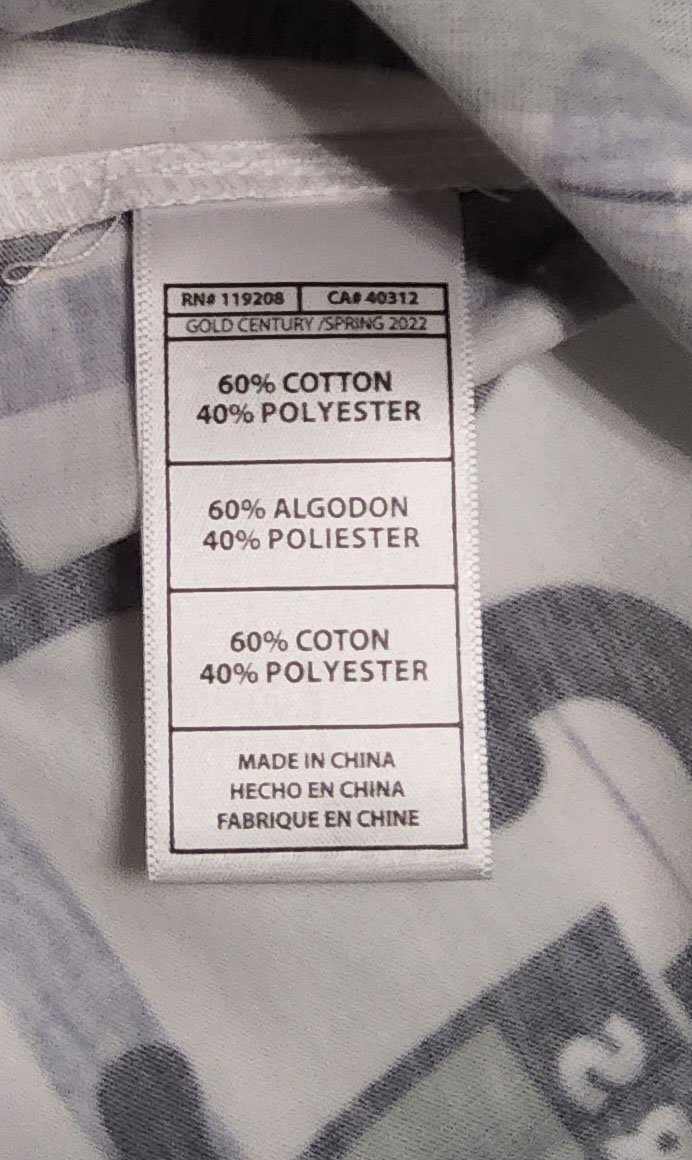 RN# 119208 CA# 40312
GOLD CENTURY /SPRING 2022
60% COTTON
40% POLYESTER
60% ALGODON
40% POLIESTER
60% COTON
40% POLYESTER
MADE IN CHINA
HECHO EN CHINA
FABRIQUE EN CHINE